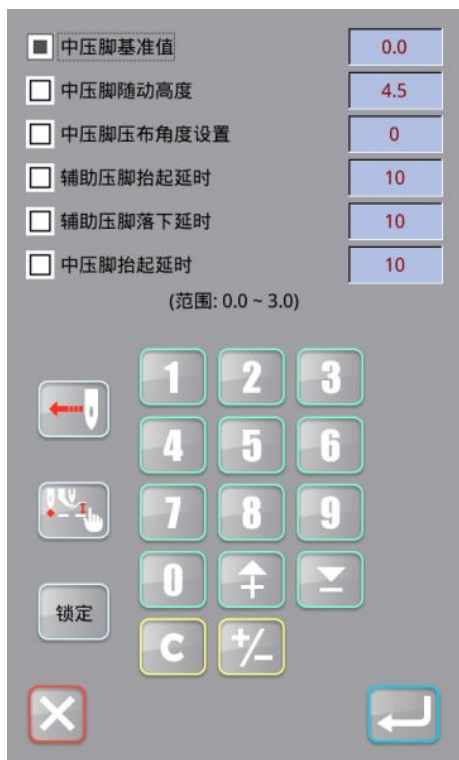 中压脚基准值 0.0
中压脚随动高度 4.5
中压脚压布角度设置 0
辅助压脚抬起延时 10
辅助压脚落下延时 10
中压脚抬起延时 10
(范围: 0.0 ~ 3.0)
1 2 3
4 5 6
7 8 9
0
锁定
C +/-